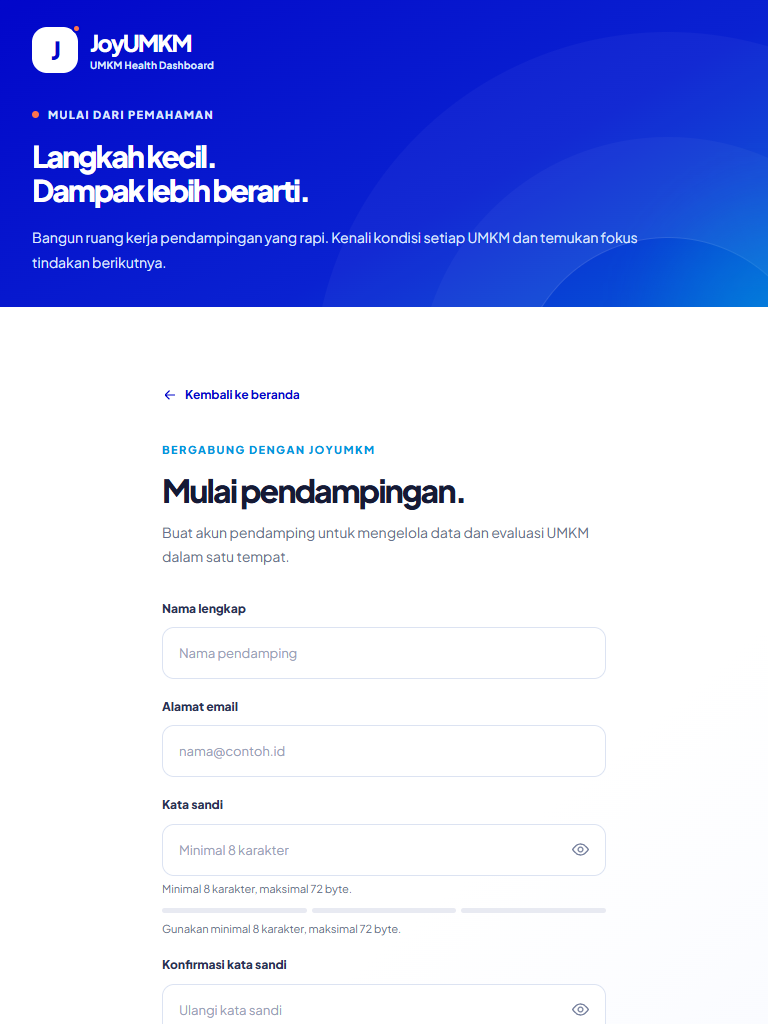 J
JoyUMKM
UMKM Health Dashboard
MULAI DARI PEMAHAMAN
Langkah kecil.
Dampak lebih berarti.
Bangun ruang kerja pendampingan yang rapi. Kenali kondisi setiap UMKM dan temukan fokus
tindakan berikutnya.
Kembali ke beranda
BERGABUNG DENGAN JOYUMKM
Mulai pendampingan.
Buat akun pendamping untuk mengelola data dan evaluasi UMKM
dalam satu tempat.
Nama lengkap
Nama pendamping
Alamat email
nama@contoh.id
Kata sandi
Minimal 8 karakter
Minimal 8 karakter, maksimal 72 byte.
Gunakan minimal 8 karakter, maksimal 72 byte.
Konfirmasi kata sandi
Ulangi kata sandi